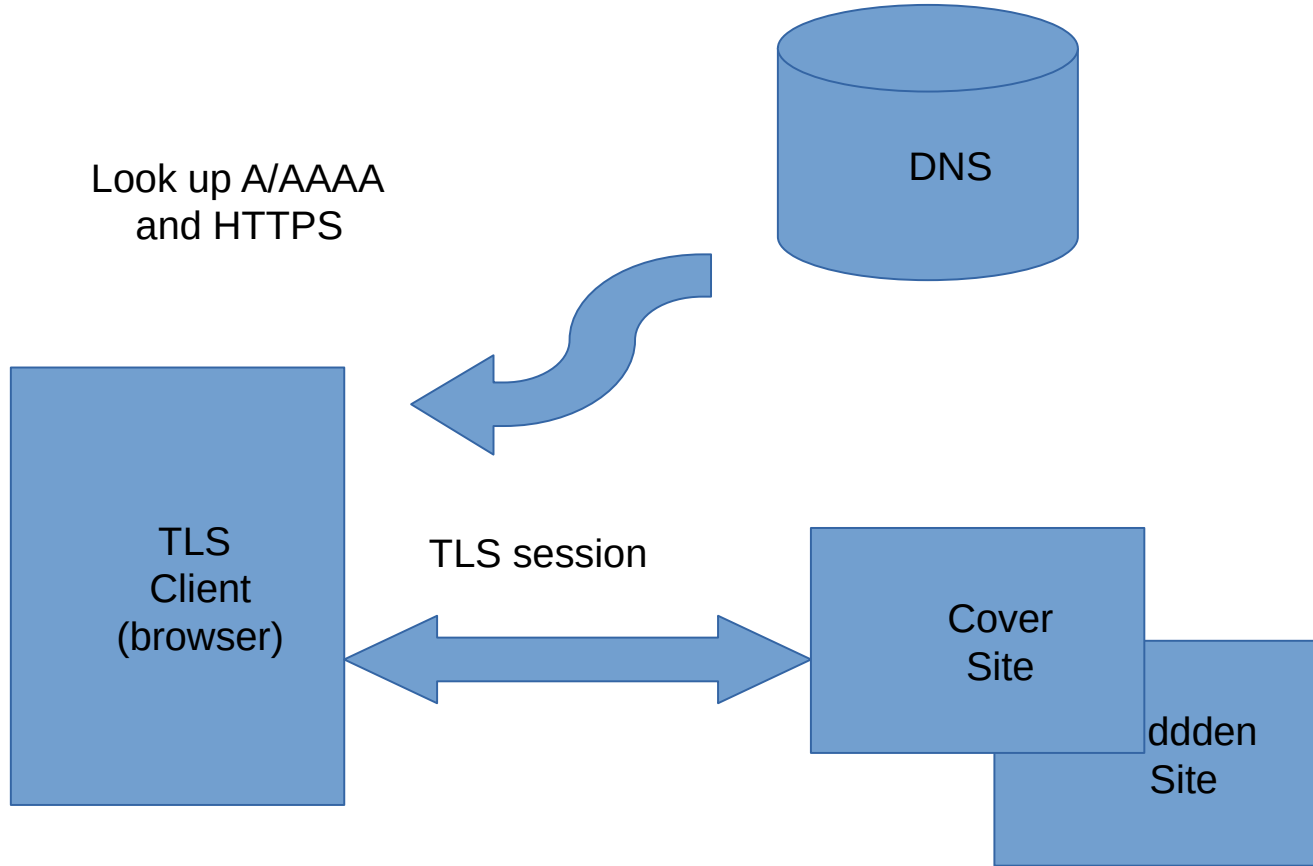 DNS
Look up A/AAAA
and HTTPS
TLS
Client
(browser)
TLS session
Cover
Site
ddden
Site